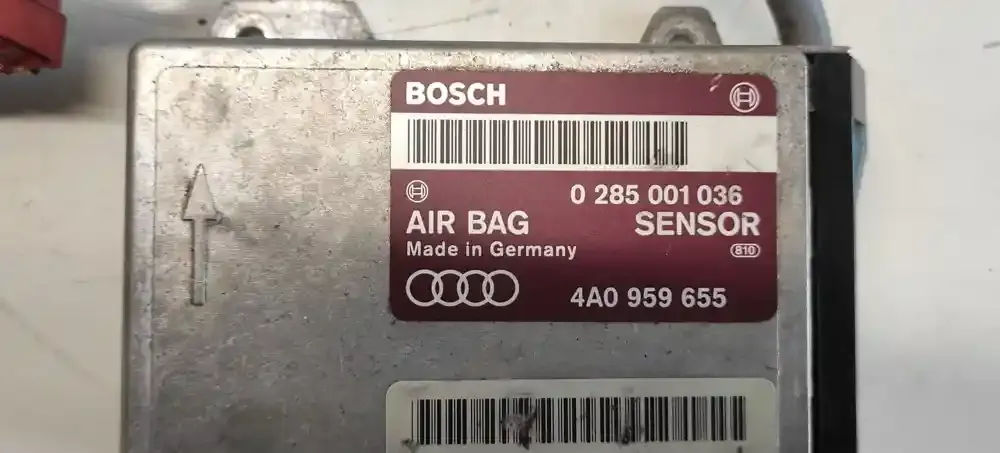 BOSCH
0 285 001 036
AIR BAG SENSOR
Made in Germany 810
4A0 959 655